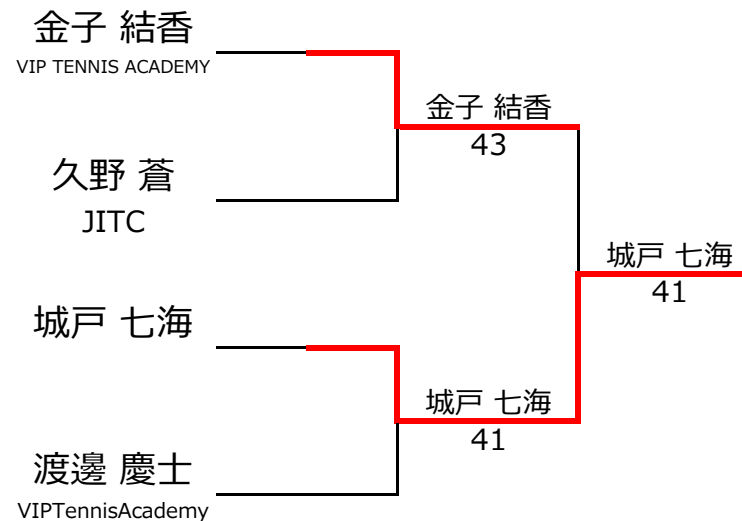 金子 結香
VIP TENNIS ACADEMY
金子 結香
43
久野 蒼
JITC
城戸 七海
41
城戸 七海
城戸 七海
41
渡邊 慶士
VIPTennisAcademy